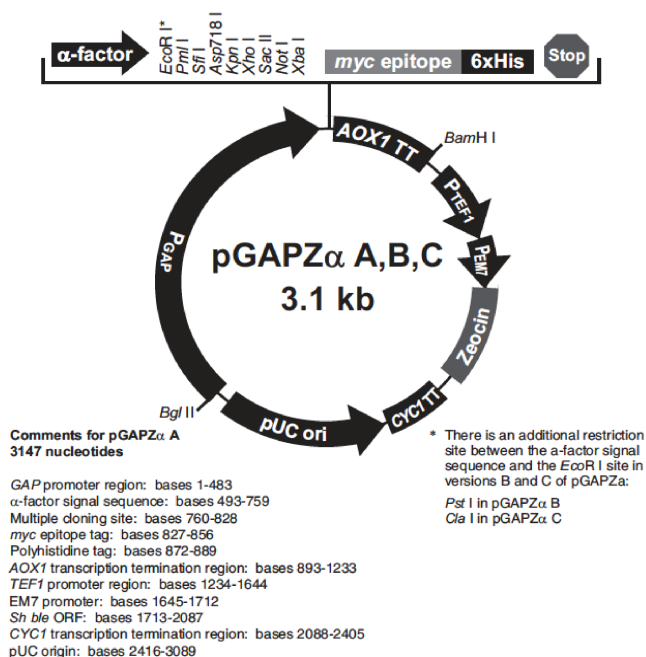 α-factor
EcoR I*
Pml I
Sfi I
Asp718 I
Kpn I
Xho I
Sac II
Not I
Xba I
myc epitope
6xHis
Stop
AOX1 TT
BamH I
PTEF1
PEM7
Zeocin
CYC1 TT
pUC ori
Bgl II
PGAP
pGAPZα A,B,C
3.1 kb
Comments for pGAPZα A
3147 nucleotides
GAP promoter region: bases 1-483
α-factor signal sequence: bases 493-759
Multiple cloning site: bases 760-828
myc epitope tag: bases 827-856
Polyhistidine tag: bases 872-889
AOX1 transcription termination region: bases 893-1233
TEF1 promoter region: bases 1234-1644
EM7 promoter: bases 1645-1712
Sh ble ORF: bases 1713-2087
CYC1 transcription termination region: bases 2088-2405
pUC origin: bases 2416-3089
* There is an additional restriction
site between the a-factor signal
sequence and the EcoR I site in
versions B and C of pGAPZa:
Pst I in pGAPZα B
Cla I in pGAPZα C